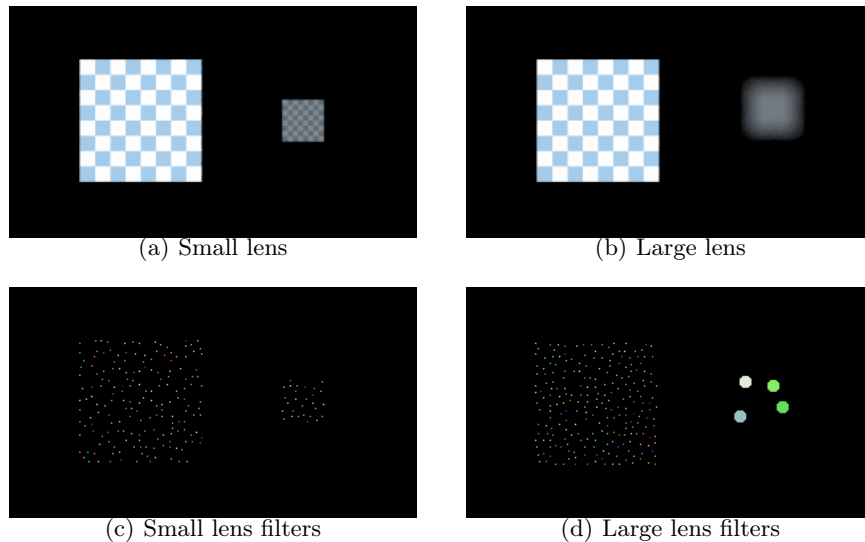 (a) Small lens
(b) Large lens
(c) Small lens filters
(d) Large lens filters